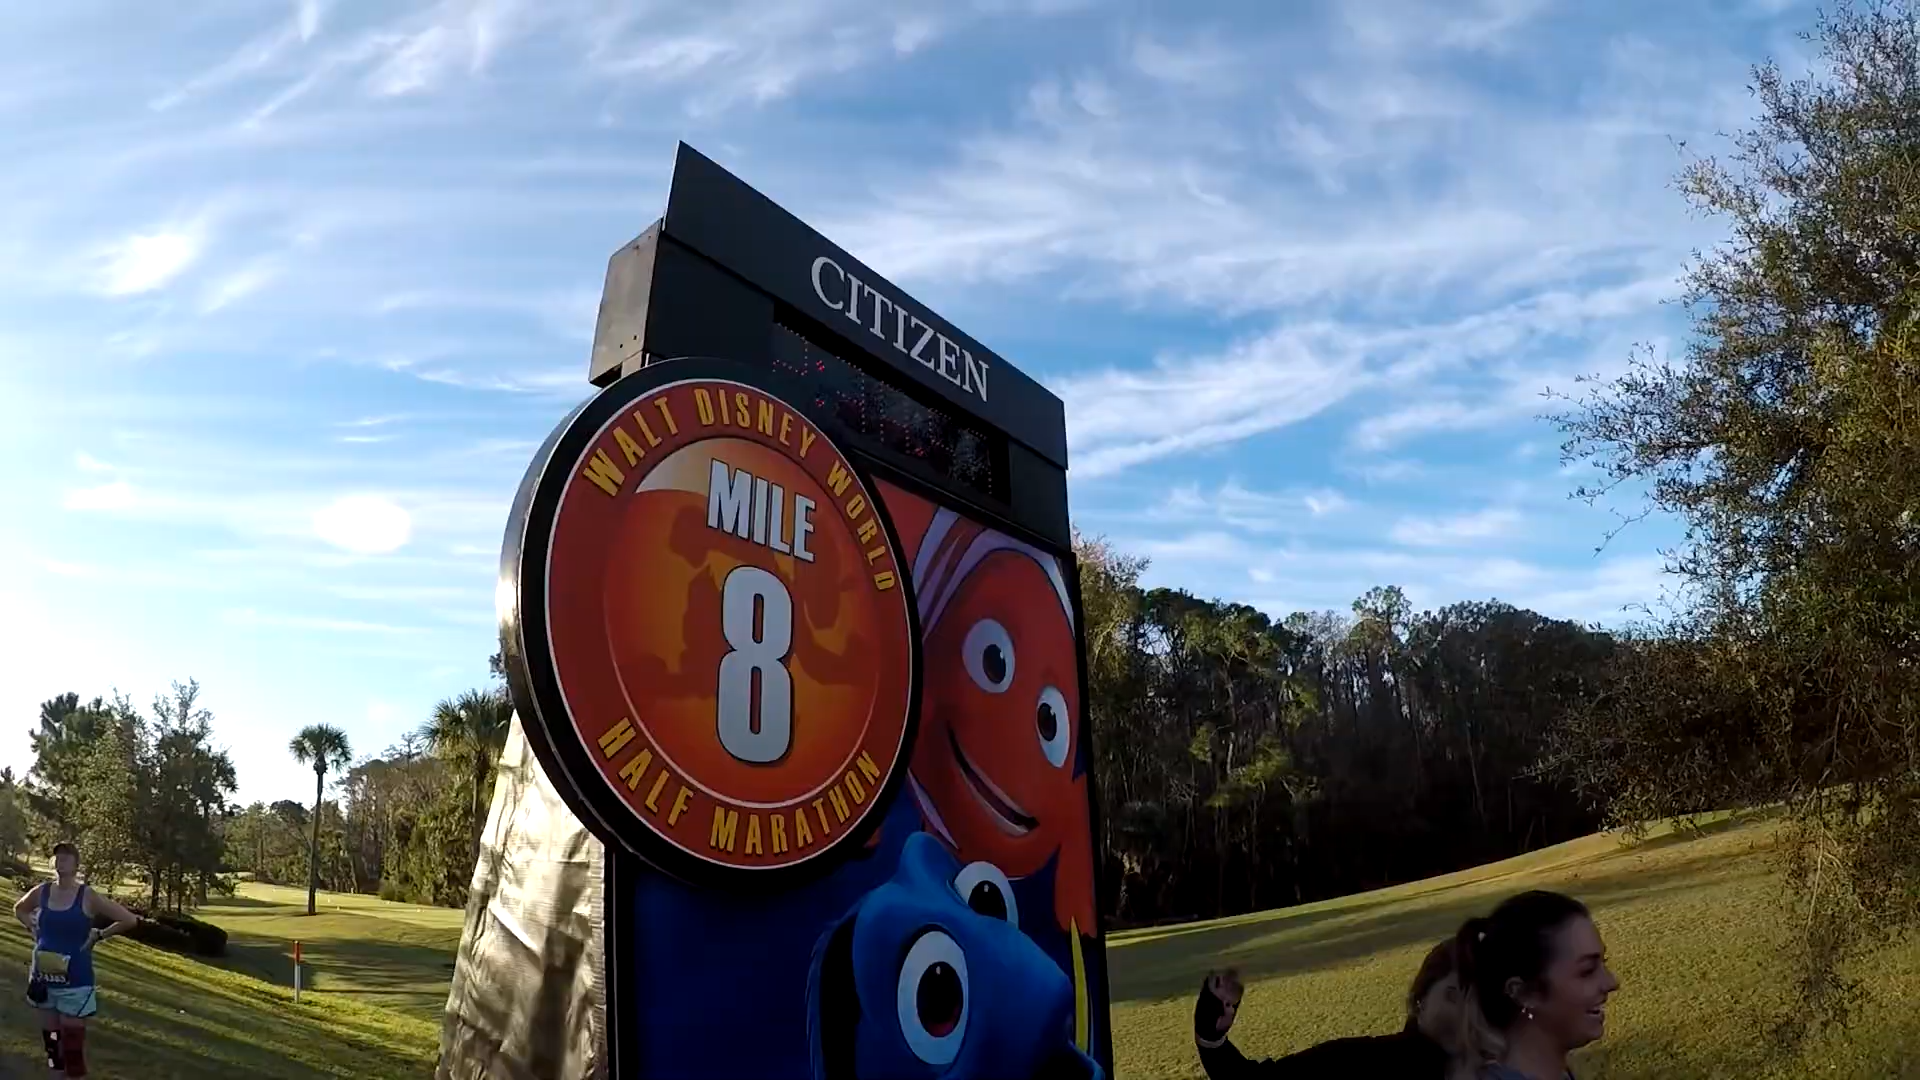 CITIZEN
WALT DISNEY WORLD
MILE
8
HALF MARATHON